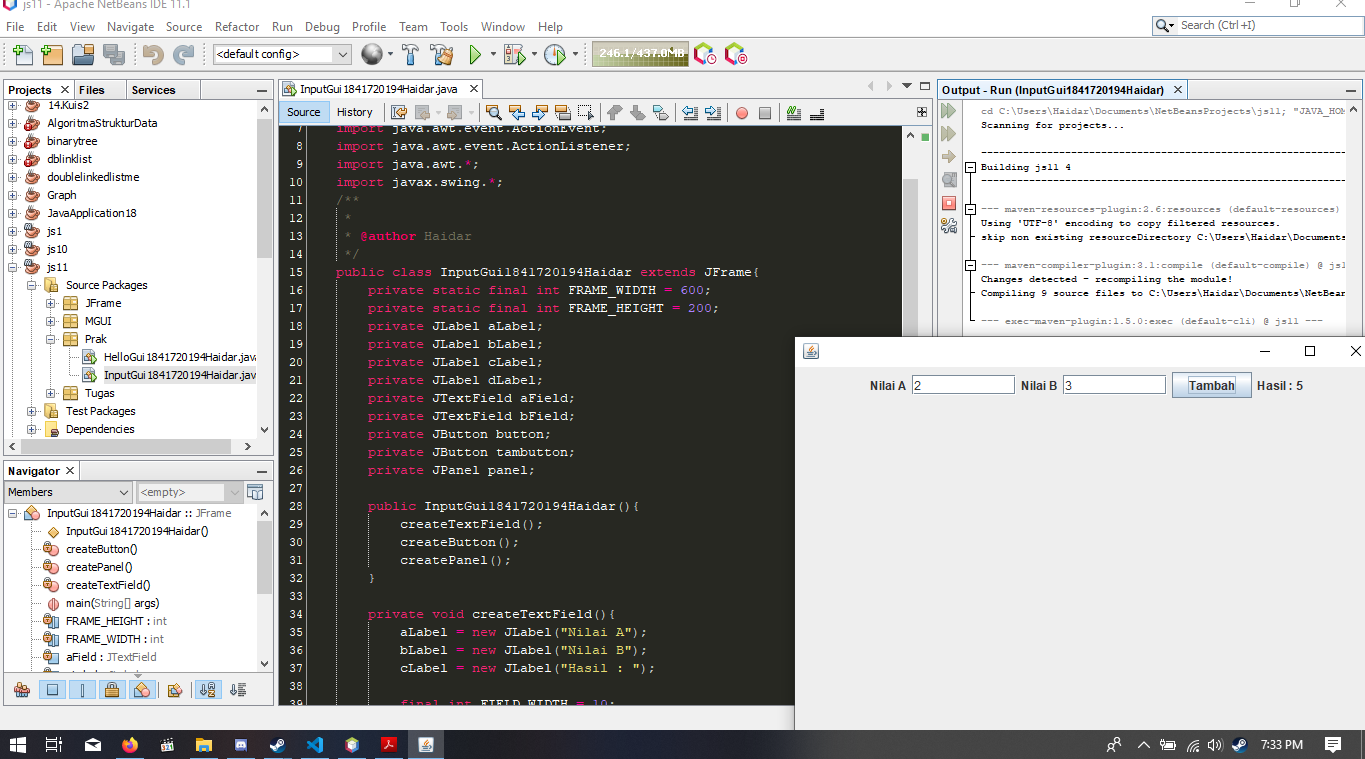 js11 - Apache NetBeans IDE 11.1
File Edit View Navigate Source Refactor Run Debug Profile Team Tools Window Help
Search (Ctrl+I)
<default config>
246.1/437.0MB
Projects Files Services
14.Kuis2
AlgoritmaStrukturData
binarytree
dblinklist
doublelinkedlistme
Graph
JavaApplication18
js1
js10
js11
Source Packages
JFrame
MGUI
Prak
HelloGui1841720194Haidar.java
InputGui1841720194Haidar.jav
Tugas
Test Packages
Dependencies
Navigator
Members
<empty>
InputGui1841720194Haidar :: JFrame
InputGui1841720194Haidar()
createButton()
createPanel()
createTextField()
main(String[] args)
FRAME_HEIGHT : int
FRAME_WIDTH : int
aField : JTextField
InputGui1841720194Haidar.java
Source History
7 import java.awt.event.ActionEvent;
8 import java.awt.event.ActionListener;
9 import java.awt.*;
10 import javax.swing.*;
11 /**
12 *
13 * @author Haidar
14 */
15 public class InputGui1841720194Haidar extends JFrame{
16 private static final int FRAME_WIDTH = 600;
17 private static final int FRAME_HEIGHT = 200;
18 private JLabel aLabel;
19 private JLabel bLabel;
20 private JLabel cLabel;
21 private JLabel dLabel;
22 private JTextField aField;
23 private JTextField bField;
24 private JButton button;
25 private JButton tambutton;
26 private JPanel panel;
27
28 public InputGui1841720194Haidar(){
29 createTextField();
30 createButton();
31 createPanel();
32 }
33
34 private void createTextField(){
35 aLabel = new JLabel("Nilai A");
36 bLabel = new JLabel("Nilai B");
37 cLabel = new JLabel("Hasil : ");
38
39 final int FIELD_WIDTH = 10;
Output - Run (InputGui1841720194Haidar)
cd C:\Users\Haidar\Documents\NetBeansProjects\js11; "JAVA_HOM
Scanning for projects...
------------------------------------------------------------
Building js11 4
------------------------------------------------------------
--- maven-resources-plugin:2.6:resources (default-resources)
Using 'UTF-8' encoding to copy filtered resources.
skip non existing resourceDirectory C:\Users\Haidar\Documents
--- maven-compiler-plugin:3.1:compile (default-compile) @ js1
Changes detected - recompiling the module!
Compiling 9 source files to C:\Users\Haidar\Documents\NetBean
--- exec-maven-plugin:1.5.0:exec (default-cli) @ js11 ---
Nilai A 2 Nilai B 3 Tambah Hasil : 5
7:33 PM